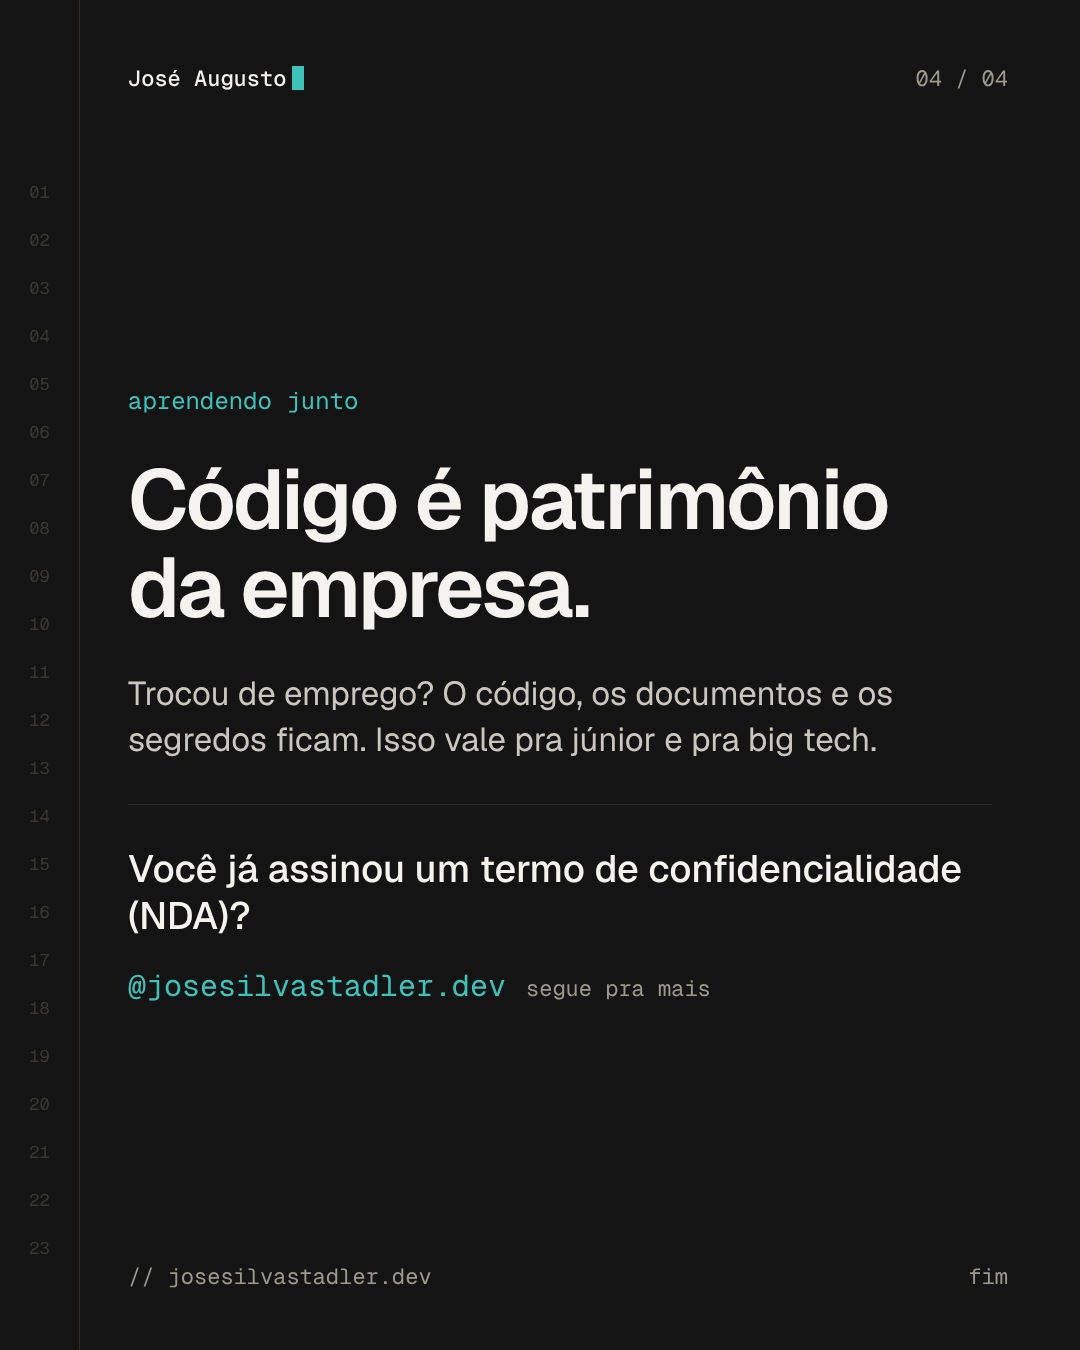 José Augusto
04 / 04
01
02
03
04
05
06
07
08
09
10
11
12
13
14
15
16
17
18
19
20
21
22
23
aprendendo junto
Código é patrimônio
da empresa.
Trocou de emprego? O código, os documentos e os
segredos ficam. Isso vale pra júnior e pra big tech.
Você já assinou um termo de confidencialidade
(NDA)?
@josesilvastadler.dev segue pra mais
// josesilvastadler.dev
fim